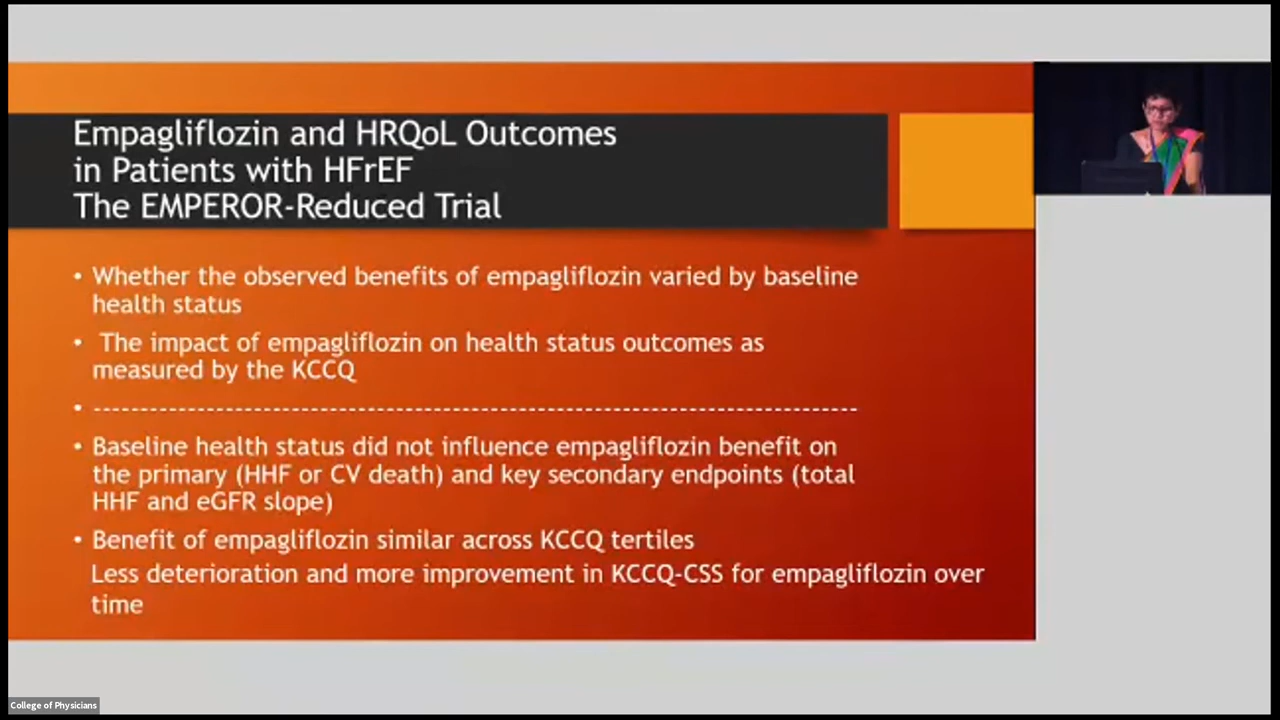 Empagliflozin and HRQoL Outcomes
in Patients with HFrEF
The EMPEROR-Reduced Trial
• Whether the observed benefits of empagliflozin varied by baseline
health status
• The impact of empagliflozin on health status outcomes as
measured by the KCCQ
• --------------------------------------------------------------------------------
• Baseline health status did not influence empagliflozin benefit on
the primary (HHF or CV death) and key secondary endpoints (total
HHF and eGFR slope)
• Benefit of empagliflozin similar across KCCQ tertiles
Less deterioration and more improvement in KCCQ-CSS for empagliflozin over
time
College of Physicians